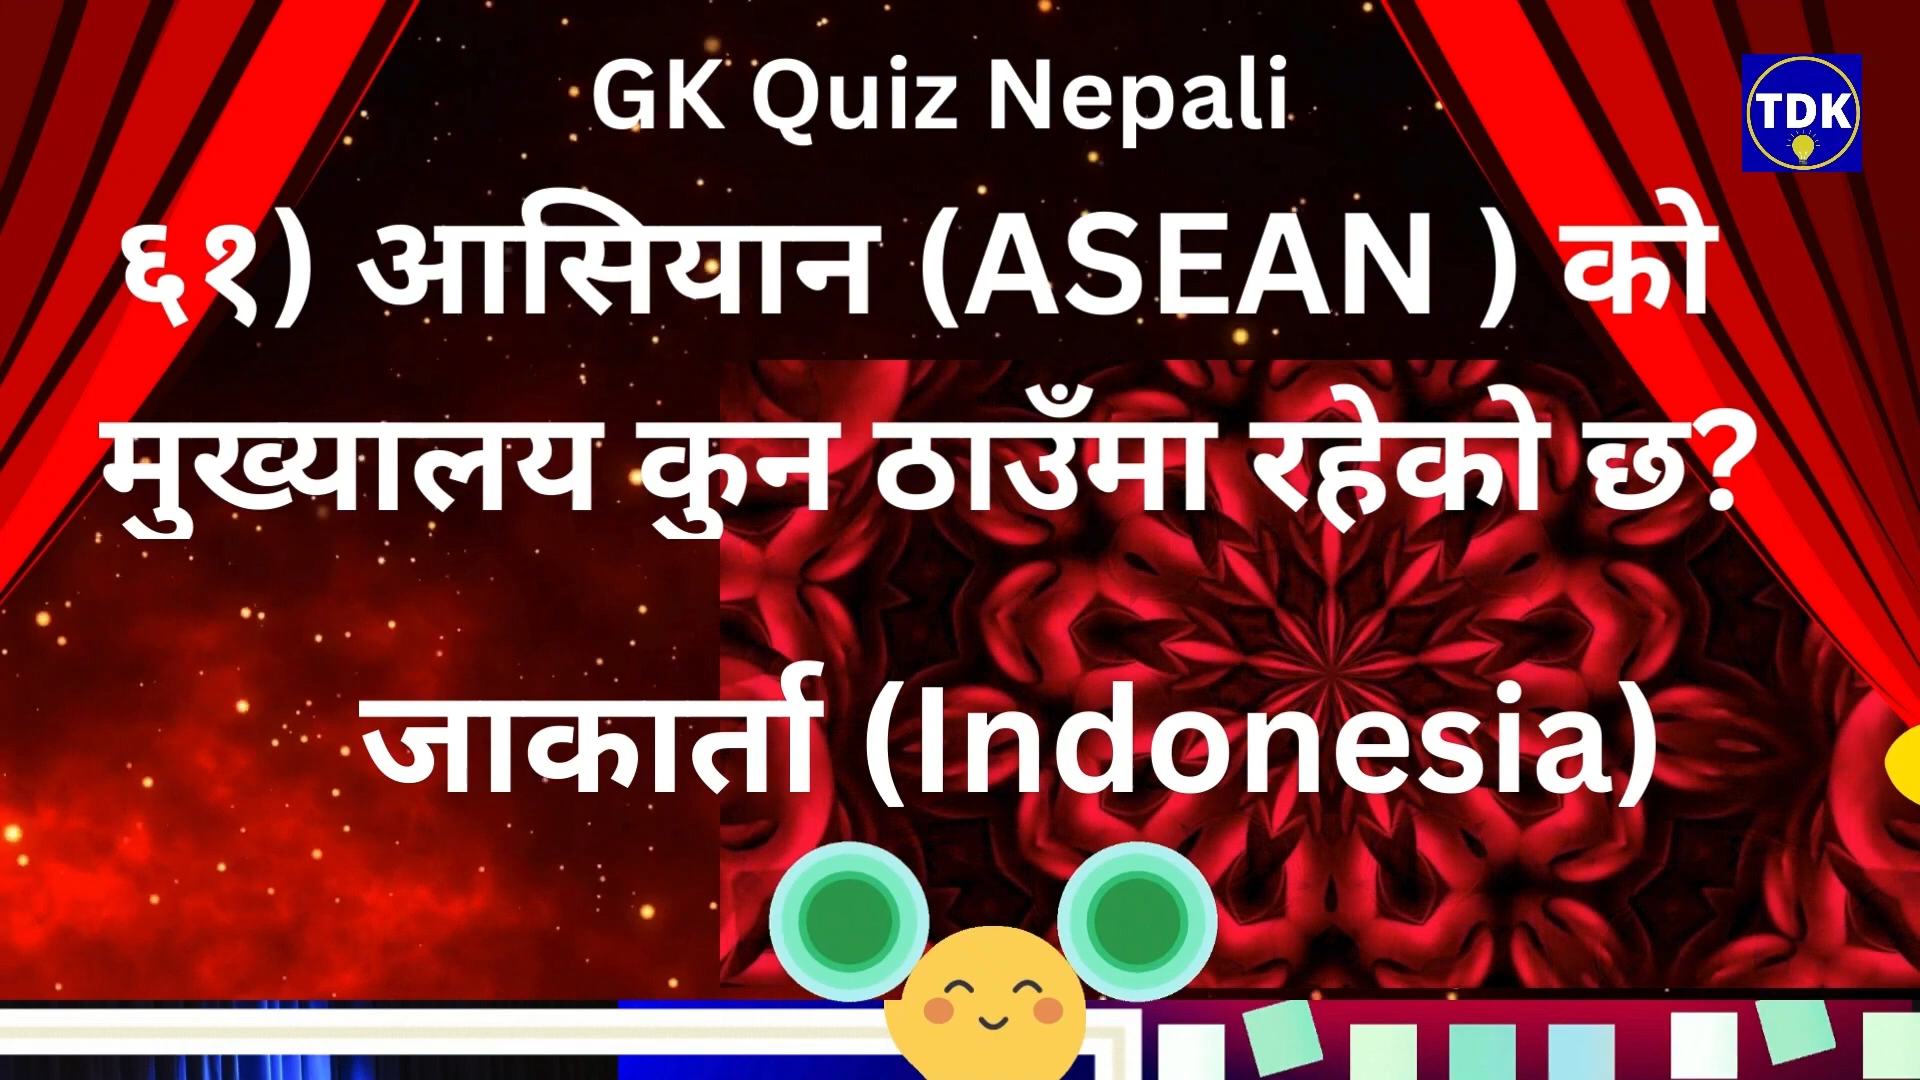 GK Quiz Nepali
TDK
६१) आसियान (ASEAN ) को
मुख्यालय कुन ठाउँमा रहेको छ?
जाकार्ता (Indonesia)